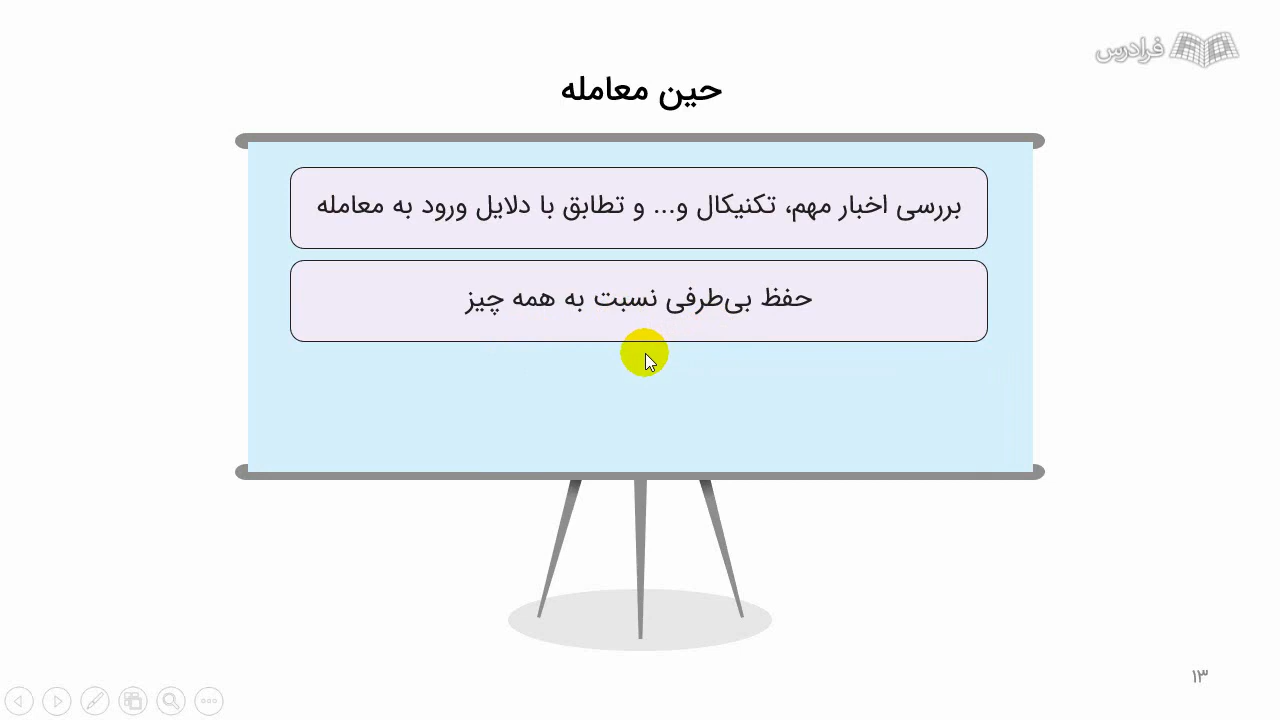 فرادرس
حین معامله
بررسی اخبار مهم، تکنیکال و... و تطابق با دلایل ورود به معامله
حفظ بی‌طرفی نسبت به همه چیز
۱۳